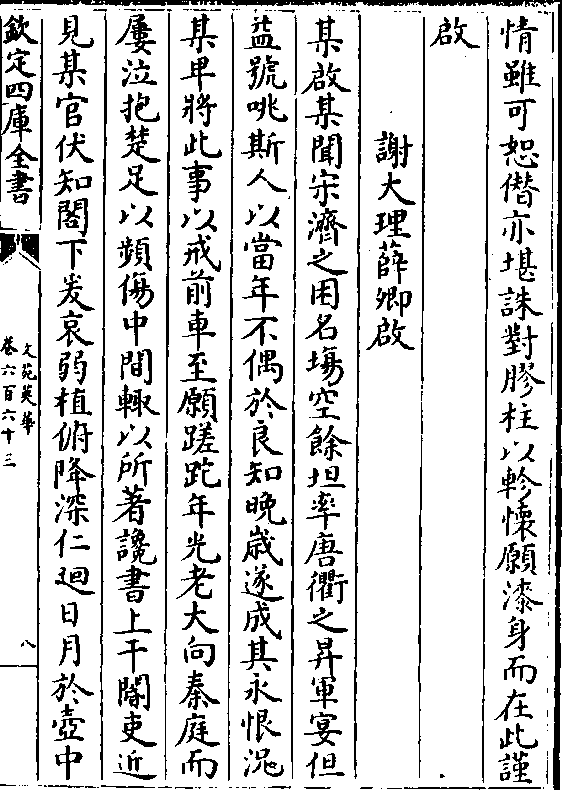 情雖可恕僭亦堪誅對膠柱以軫懷願漆身而在此謹
啟
謝大理薛卿啟
某啟某聞宋濟之困名塲空餘坦率唐衢之昇軍宴但
益號咷斯人以當年不偶於良知晚歲遂成其永恨況
某早將此事以戒前車至願蹉跎年光老大向秦庭而
屢泣抱楚足以頻傷中間輙以所著讒書上干閽吏近
見某官伏知閤下爰哀弱植俯降深仁廻日月於壺中
欽定四庫全書
文苑英華
卷六百六十三
八